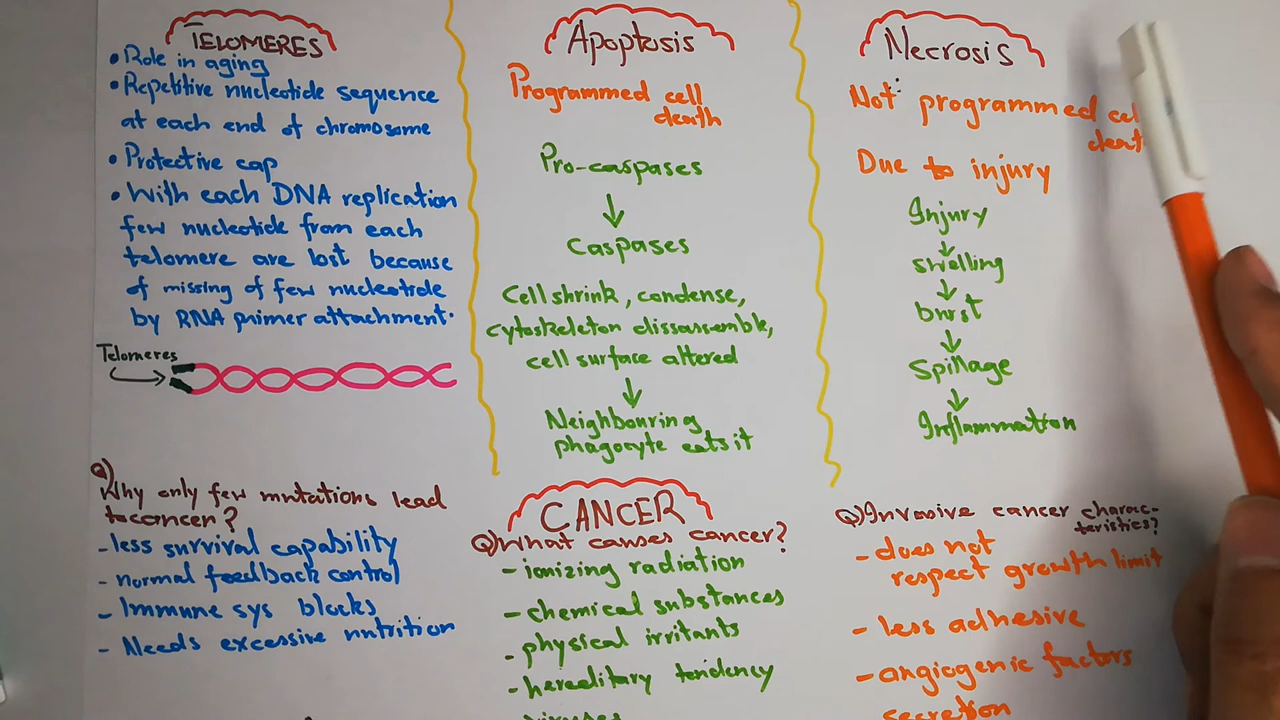 TELOMERES
• Role in aging
• Repetitive nucleotide sequence
at each end of chromosome
• Protective cap
• With each DNA replication
few nucleotide from each
telomere are lost because
of missing of few nucleotide
by RNA primer attachment.
Telomeres
Apoptosis
Programmed cell
death
Pro-caspases
↓
Caspases
Cell shrink, condense,
cytoskeleton dissassemble,
cell surface altered
↓
Neighbouring
phagocyte eats it
Necrosis
Not programmed cel
deat
Due to injury
Injury
↓
swelling
↓
burst
↓
Spillage
↓
Inflammation
Q) Why only few mutations lead
to cancer?
- less survival capability
- normal feedback control
- Immune sys blocks
- Needs excessive nutrition
CANCER
Q) What causes cancer?
- ionizing radiation
- chemical substances
- physical irritants
- hereditary tendency
- viruses
Q) Invasive cancer charac-
teristics?
- does not
respect growth limit
- less adhesive
- angiogenic factors
secretion